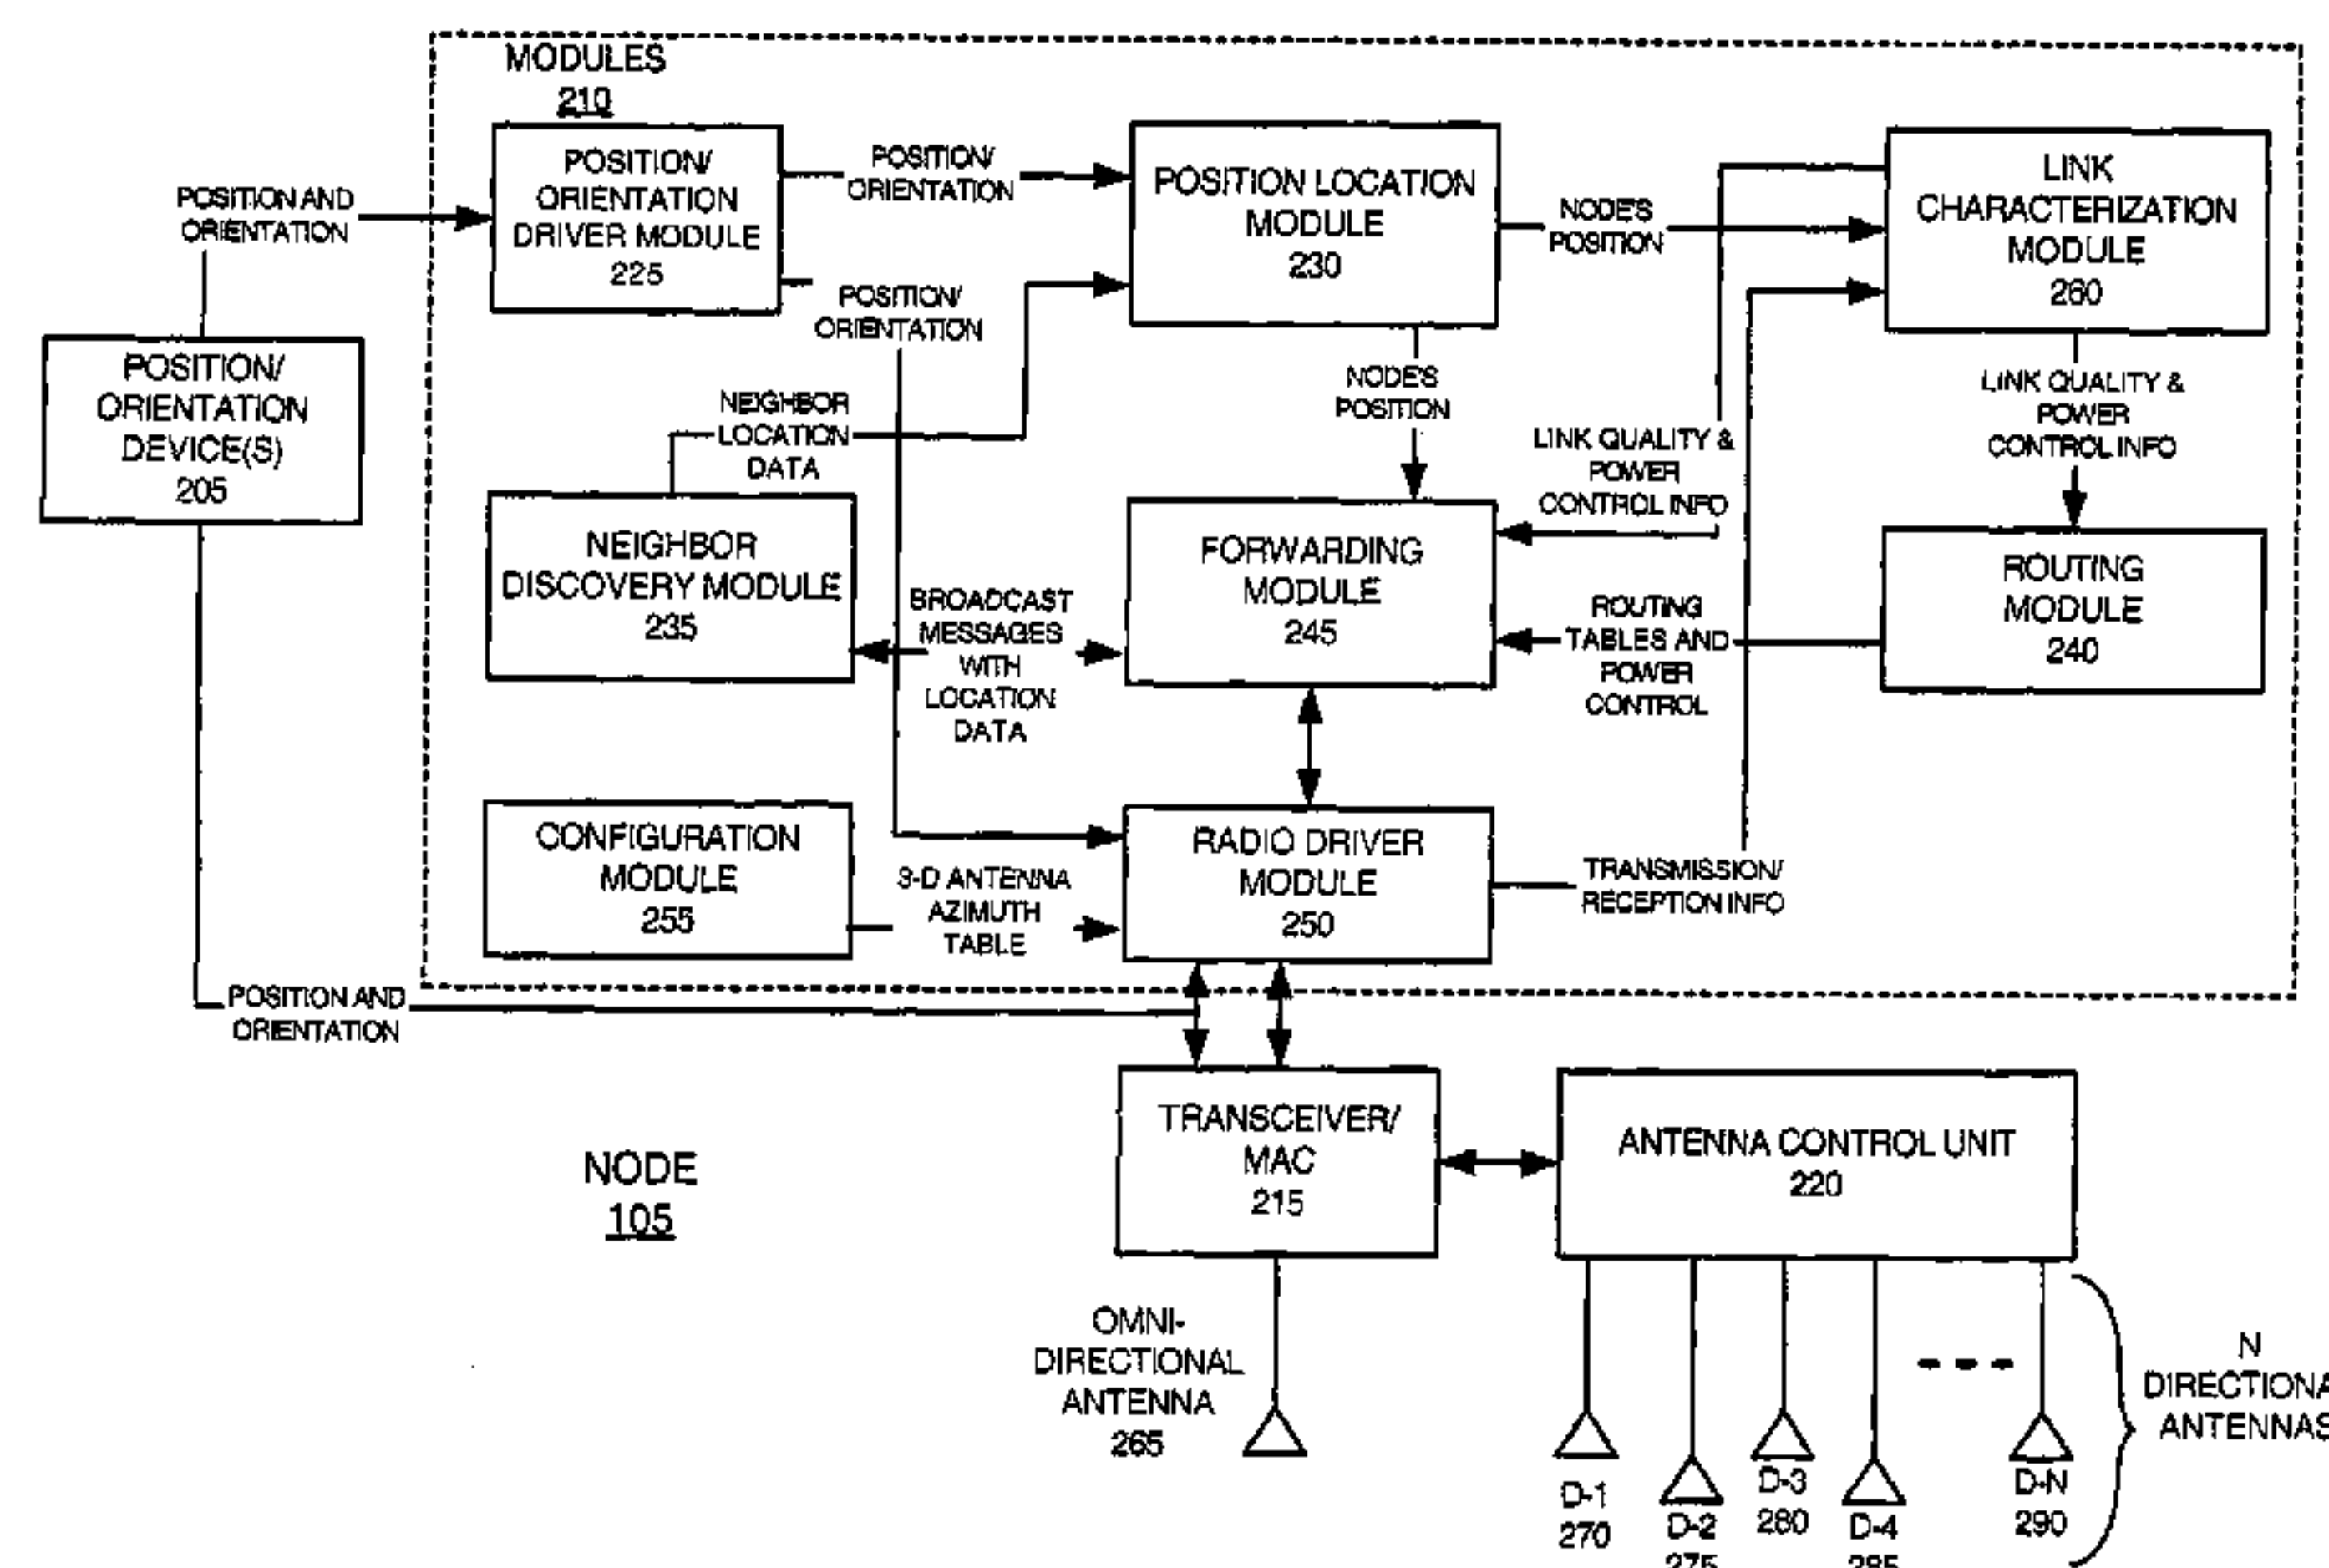 MODULES
210
POSITION/
ORIENTATION
DRIVER MODULE
225
POSITION/
ORIENTATION
POSITION LOCATION
MODULE
230
NODE'S
POSITION
LINK
CHARACTERIZATION
MODULE
260
POSITION AND
ORIENTATION
POSITION/
ORIENTATION
POSITION/
ORIENTATION
DEVICE(S)
205
NEIGHBOR
LOCATION
DATA
NODE'S
POSITION
LINK QUALITY &
POWER
CONTROL INFO
LINK QUALITY &
POWER
CONTROL INFO
NEIGHBOR
DISCOVERY MODULE
235
BROADCAST
MESSAGES
WITH
LOCATION
DATA
FORWARDING
MODULE
245
ROUTING
TABLES AND
POWER
CONTROL
ROUTING
MODULE
240
CONFIGURATION
MODULE
255
3-D ANTENNA
AZIMUTH
TABLE
RADIO DRIVER
MODULE
250
TRANSMISSION/
RECEPTION INFO
POSITION AND
ORIENTATION
NODE
105
TRANSCEIVER/
MAC
215
ANTENNA CONTROL UNIT
220
OMNI-
DIRECTIONAL
ANTENNA
265
D-1
270
D-2
275
D-3
280
D-4
285
D-N
290
N
DIRECTIONA
ANTENNAS